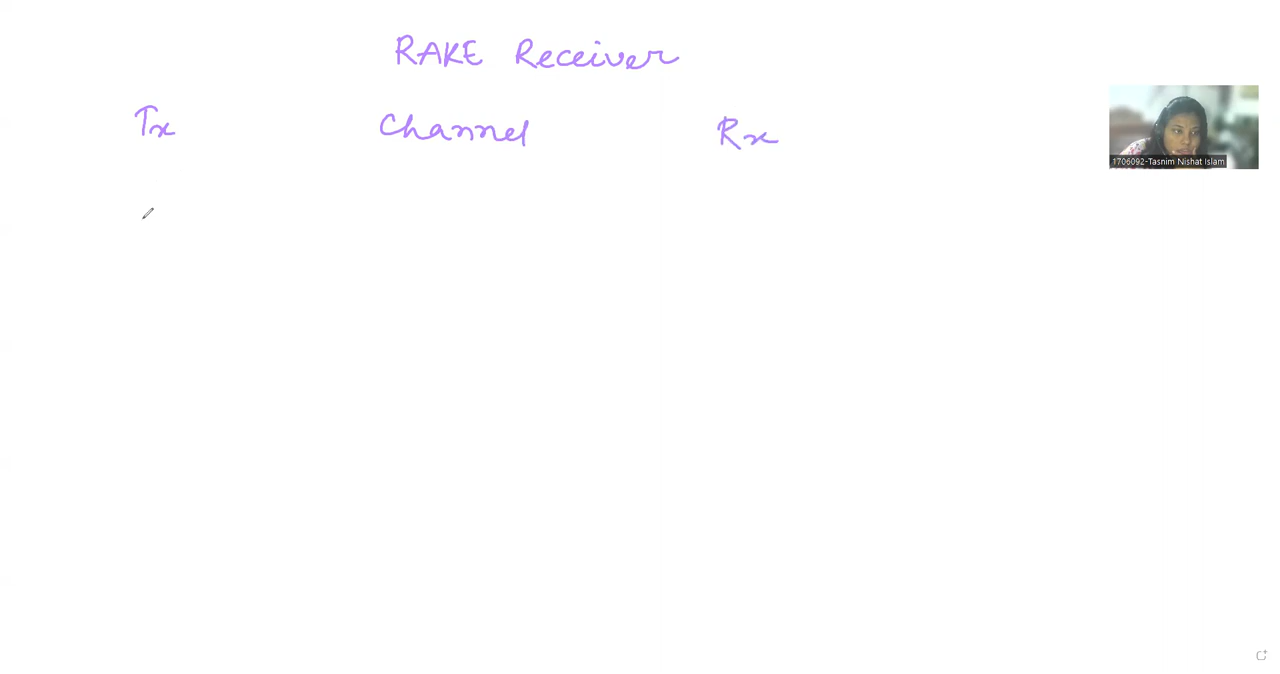 RAKE Receiver
Tx Channel Rx
1706092-Tasnim Nishat Islam